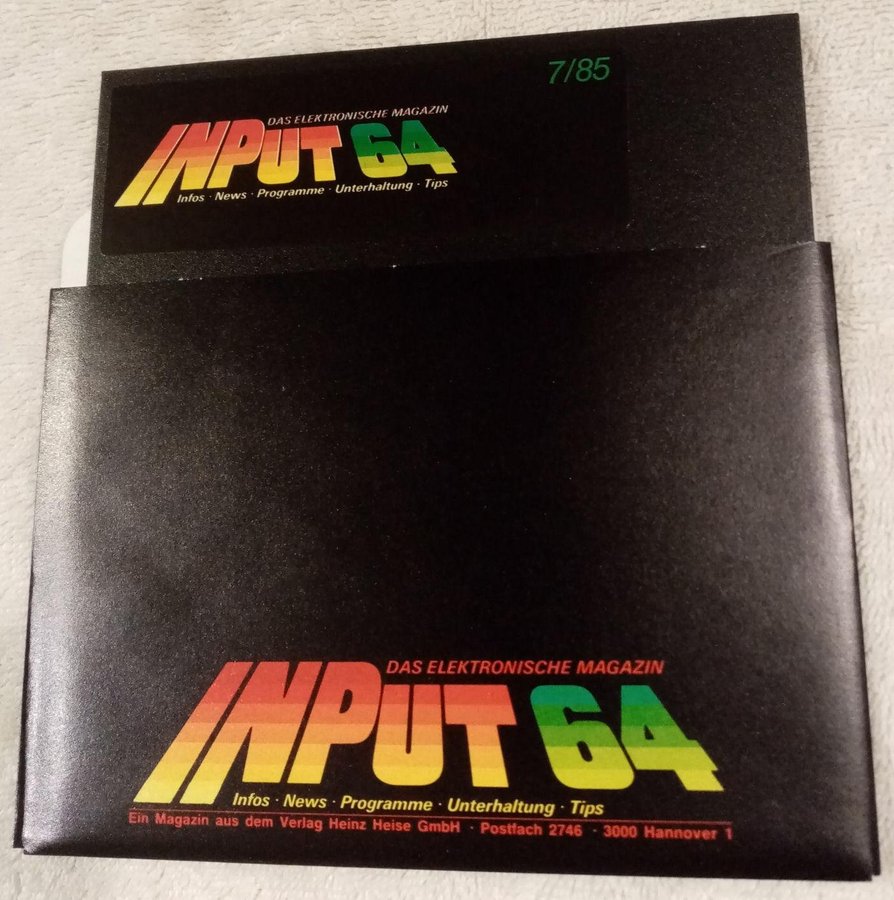 7/85
DAS ELEKTRONISCHE MAGAZIN
INPUT 64
Infos · News · Programme · Unterhaltung · Tips
DAS ELEKTRONISCHE MAGAZIN
INPUT 64
Infos · News · Programme · Unterhaltung · Tips
Ein Magazin aus dem Verlag Heinz Heise GmbH · Postfach 2746 · 3000 Hannover 1